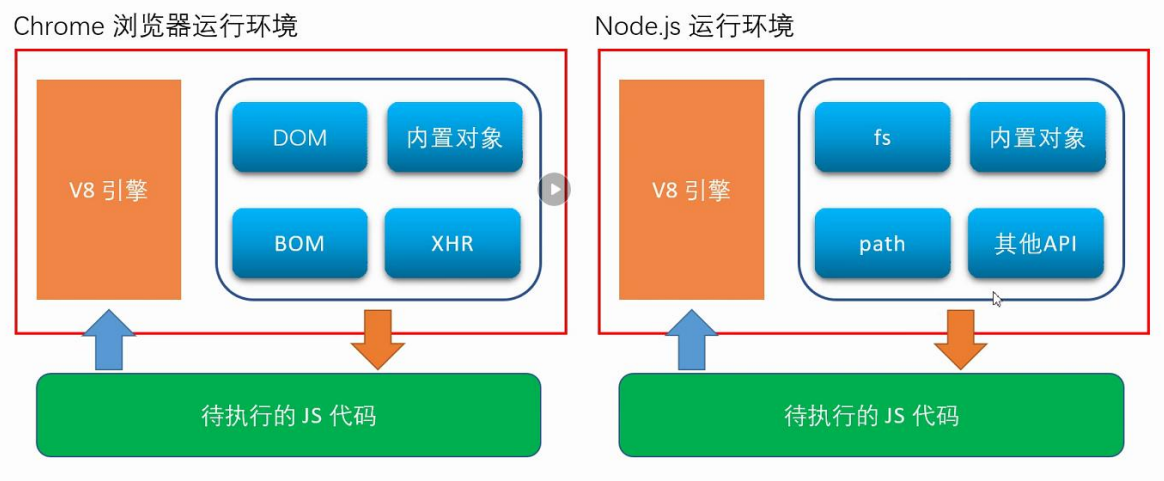 Chrome 浏览器运行环境
V8 引擎
DOM
内置对象
BOM
XHR
待执行的 JS 代码
Node.js 运行环境
V8 引擎
fs
内置对象
path
其他API
待执行的 JS 代码